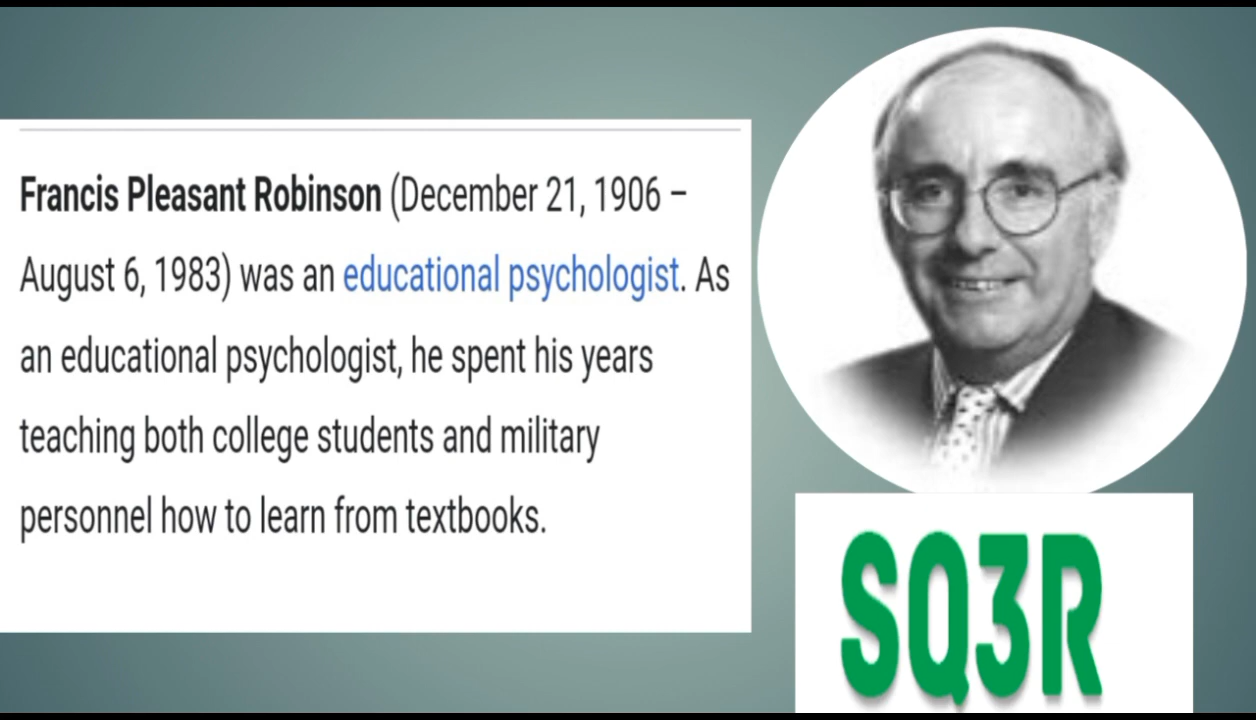 Francis Pleasant Robinson (December 21, 1906 –
August 6, 1983) was an educational psychologist. As
an educational psychologist, he spent his years
teaching both college students and military
personnel how to learn from textbooks.
SQ3R